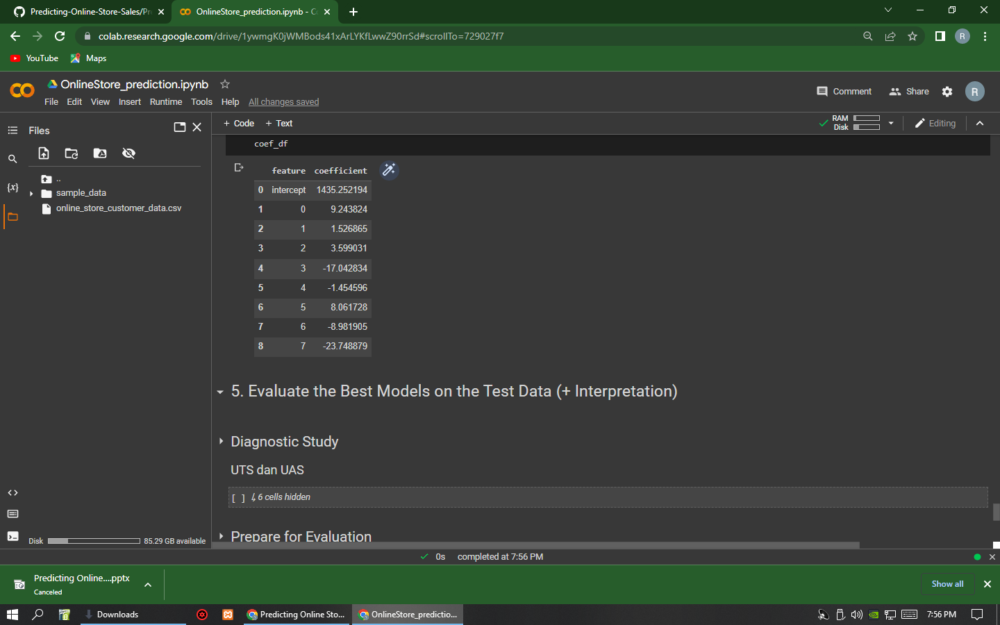 Predicting-Online-Store-Sales/Pr
OnlineStore_prediction.ipynb - C
colab.research.google.com/drive/1ywmgK0jWMBods41xArLYKfLwwZ90rrSd#scrollTo=729027f7
R
YouTube
Maps
OnlineStore_prediction.ipynb
File Edit View Insert Runtime Tools Help All changes saved
Comment
Share
R
Files
+ Code + Text
RAM
Disk
Editing
..
sample_data
online_store_customer_data.csv
{x}
coef_df
feature coefficient
0 intercept 1435.252194
1 0 9.243824
2 1 1.526865
3 2 3.599031
4 3 -17.042834
5 4 -1.454596
6 5 8.061728
7 6 -8.981905
8 7 -23.748879
5. Evaluate the Best Models on the Test Data (+ Interpretation)
Diagnostic Study
UTS dan UAS
[ ] ↳ 6 cells hidden
Prepare for Evaluation
Disk 85.29 GB available
0s completed at 7:56 PM
Predicting Online....pptx
Canceled
Show all
Downloads
Predicting Online Sto...
OnlineStore_predictio...
7:56 PM